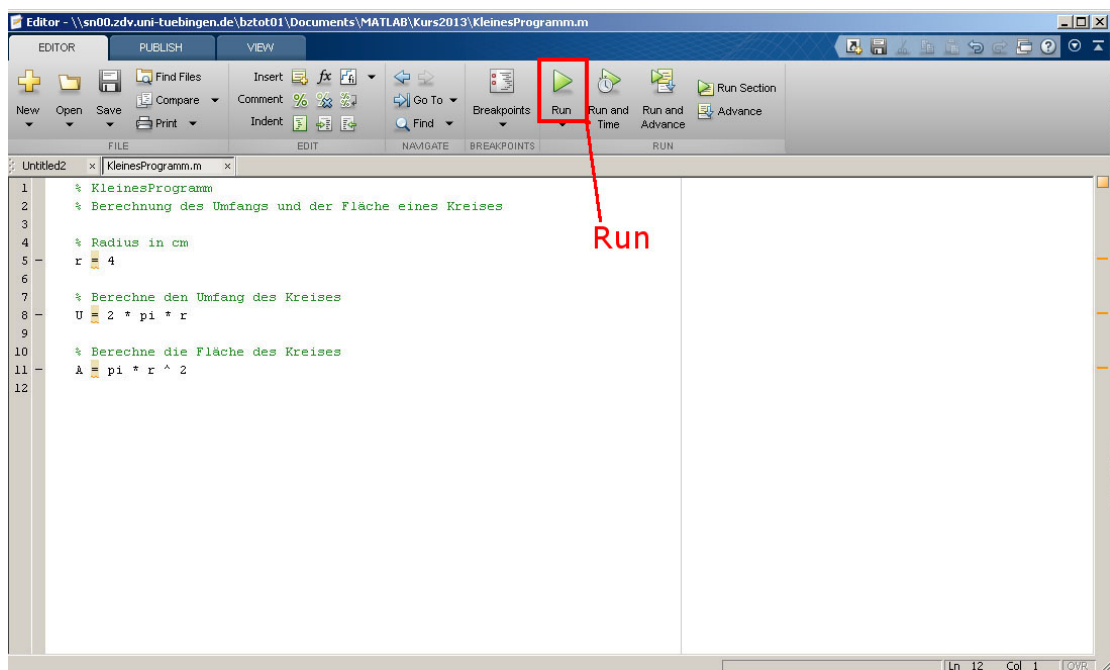 Editor - \\sn00.zdv.uni-tuebingen.de\bztot01\Documents\MATLAB\Kurs2013\KleinesProgramm.m
EDITOR PUBLISH VIEW
New Open Save Find Files Compare Print
Insert fx
Comment
Indent
Go To
Find
Breakpoints
Run
Run and Time
Run and Advance
Run Section
Advance
FILE EDIT NAVIGATE BREAKPOINTS RUN
Untitled2 × KleinesProgramm.m ×
1 % KleinesProgramm
2 % Berechnung des Umfangs und der Fläche eines Kreises
3
4 % Radius in cm
5 – r = 4
6
7 % Berechne den Umfang des Kreises
8 – U = 2 * pi * r
9
10 % Berechne die Fläche des Kreises
11 – A = pi * r ^ 2
12
Run
Ln 12 Col 1 OVR